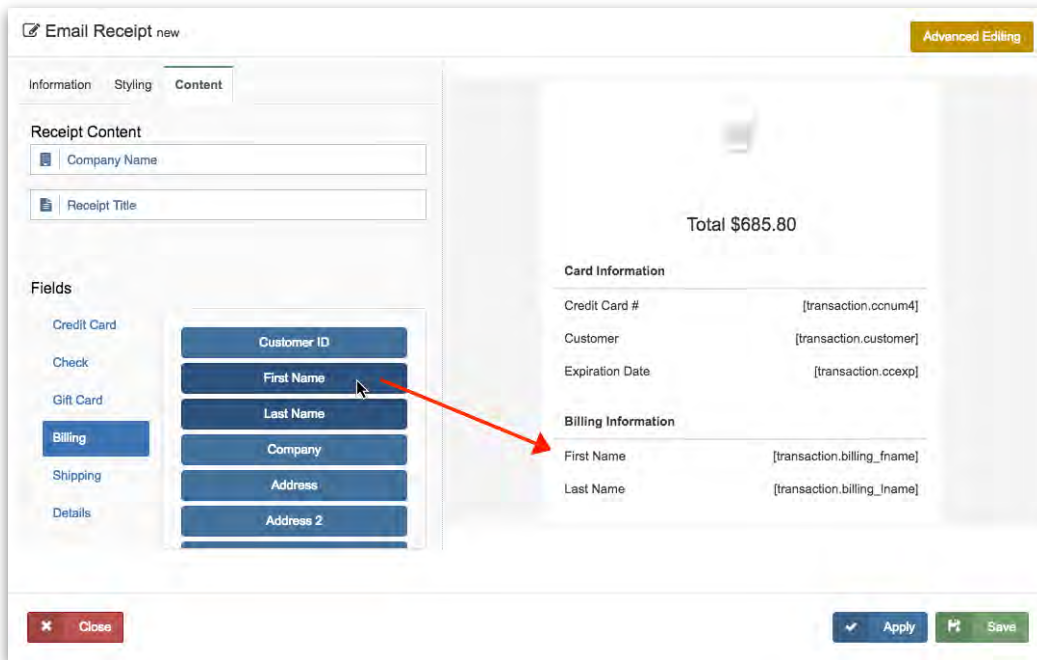 Email Receipt new
Advanced Editing
Information Styling Content
Receipt Content
Company Name
Receipt Title
Fields
Credit Card
Check
Gift Card
Billing
Shipping
Details
Customer ID
First Name
Last Name
Company
Address
Address 2
Total $685.80
Card Information
Credit Card # [transaction.ccnum4]
Customer [transaction.customer]
Expiration Date [transaction.ccexp]
Billing Information
First Name [transaction.billing_fname]
Last Name [transaction.billing_lname]
Close
Apply
Save